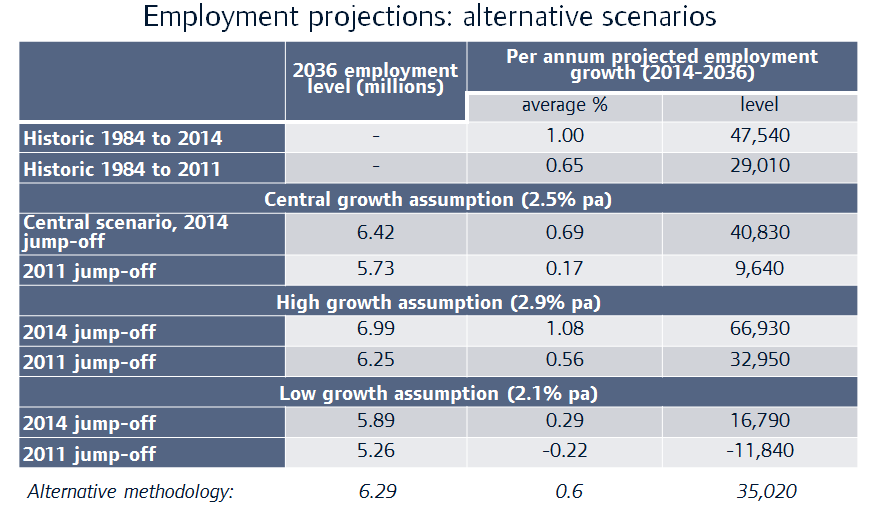 Employment projections: alternative scenarios
2036 employment
level (millions)
Per annum projected employment
growth (2014-2036)
average %
level
Historic 1984 to 2014 - 1.00 47,540
Historic 1984 to 2011 - 0.65 29,010
Central growth assumption (2.5% pa)
Central scenario, 2014
jump-off 6.42 0.69 40,830
2011 jump-off 5.73 0.17 9,640
High growth assumption (2.9% pa)
2014 jump-off 6.99 1.08 66,930
2011 jump-off 6.25 0.56 32,950
Low growth assumption (2.1% pa)
2014 jump-off 5.89 0.29 16,790
2011 jump-off 5.26 -0.22 -11,840
Alternative methodology: 6.29 0.6 35,020